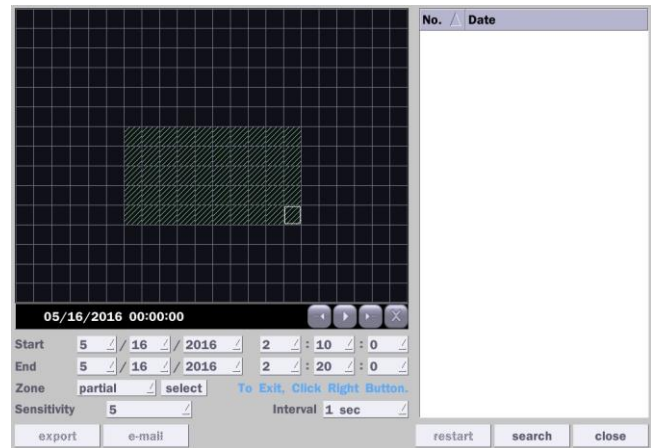 No. Date
05/16/2016 00:00:00
Start 5 / 16 / 2016 2 : 10 : 0
End 5 / 16 / 2016 2 : 20 : 0
Zone partial select To Exit, Click Right Button.
Sensitivity 5 Interval 1 sec
export e-mail restart search close